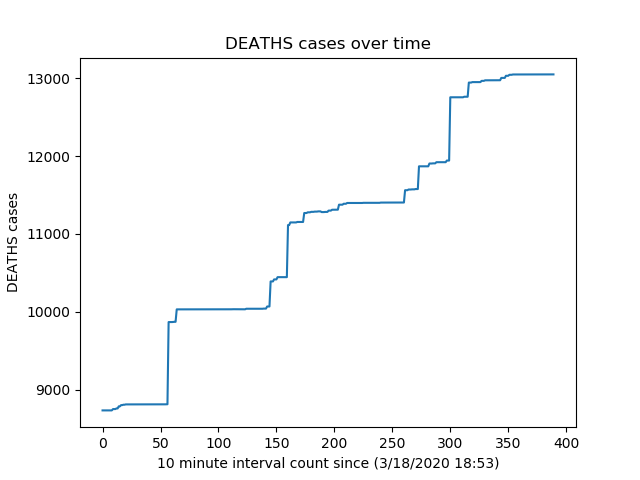 DEATHS cases over time
DEATHS cases
13000
12000
11000
10000
9000
0 50 100 150 200 250 300 350 400
10 minute interval count since (3/18/2020 18:53)